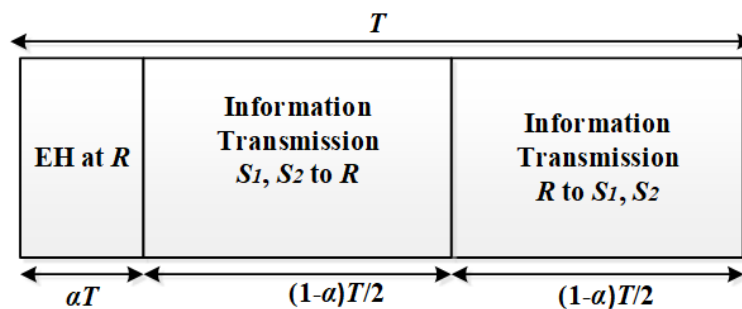 T
EH at R
Information
Transmission
S1, S2 to R
Information
Transmission
R to S1, S2
αT
(1-α)T/2
(1-α)T/2